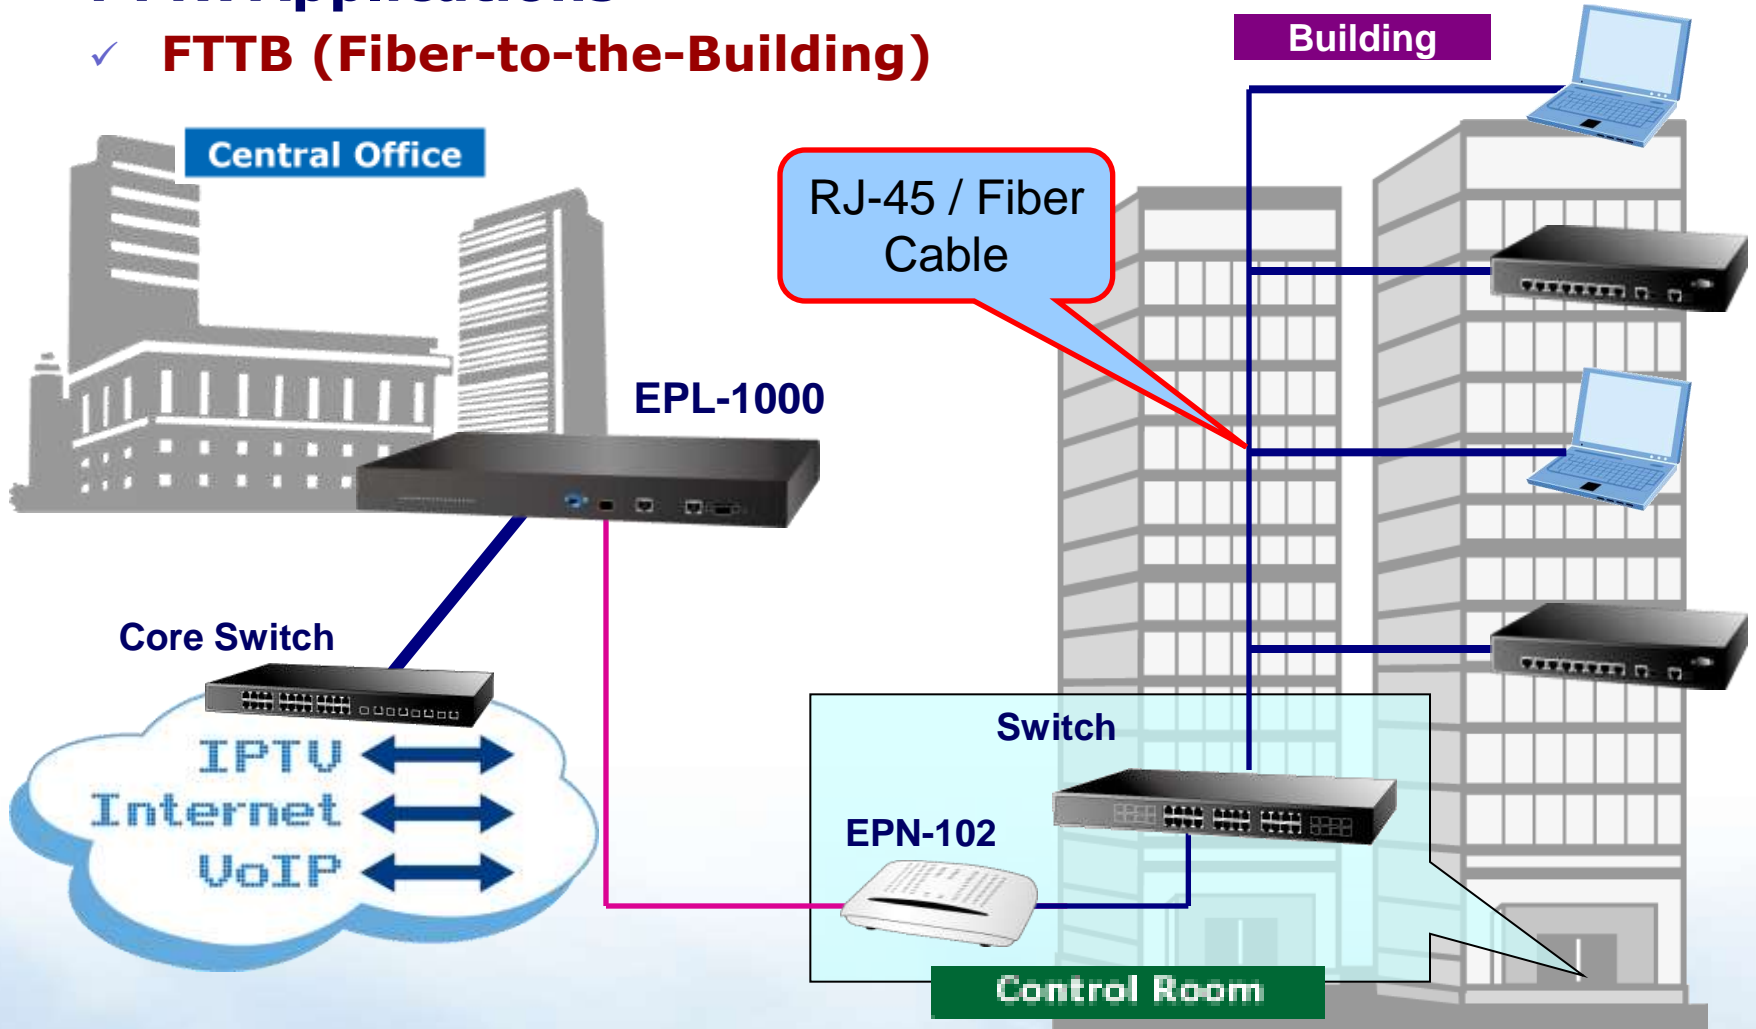 Applications
FTTB (Fiber-to-the-Building)
Building
Central Office
RJ-45 / Fiber
Cable
EPL-1000
Core Switch
IPTV
Internet
VoIP
Switch
EPN-102
Control Room